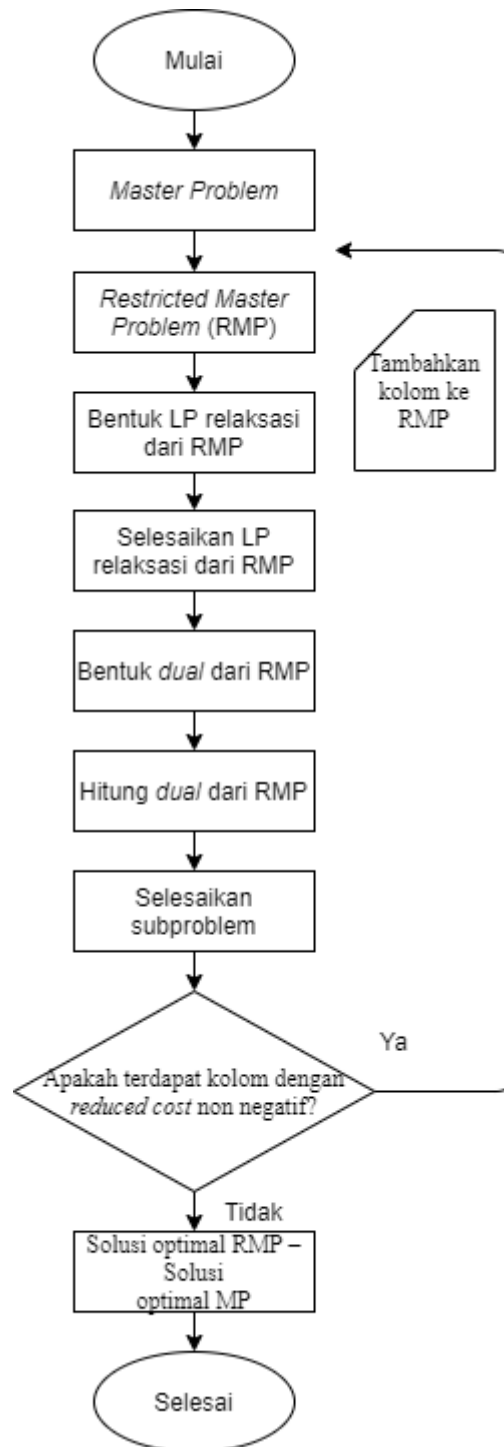 Mulai
Master Problem
Restricted Master
Problem (RMP)
Tambahkan
kolom ke
RMP
Bentuk LP relaksasi
dari RMP
Selesaikan LP
relaksasi dari RMP
Bentuk dual dari RMP
Hitung dual dari RMP
Selesaikan
subproblem
Apakah terdapat kolom dengan
reduced cost non negatif?
Ya
Tidak
Solusi optimal RMP –
Solusi
optimal MP
Selesai